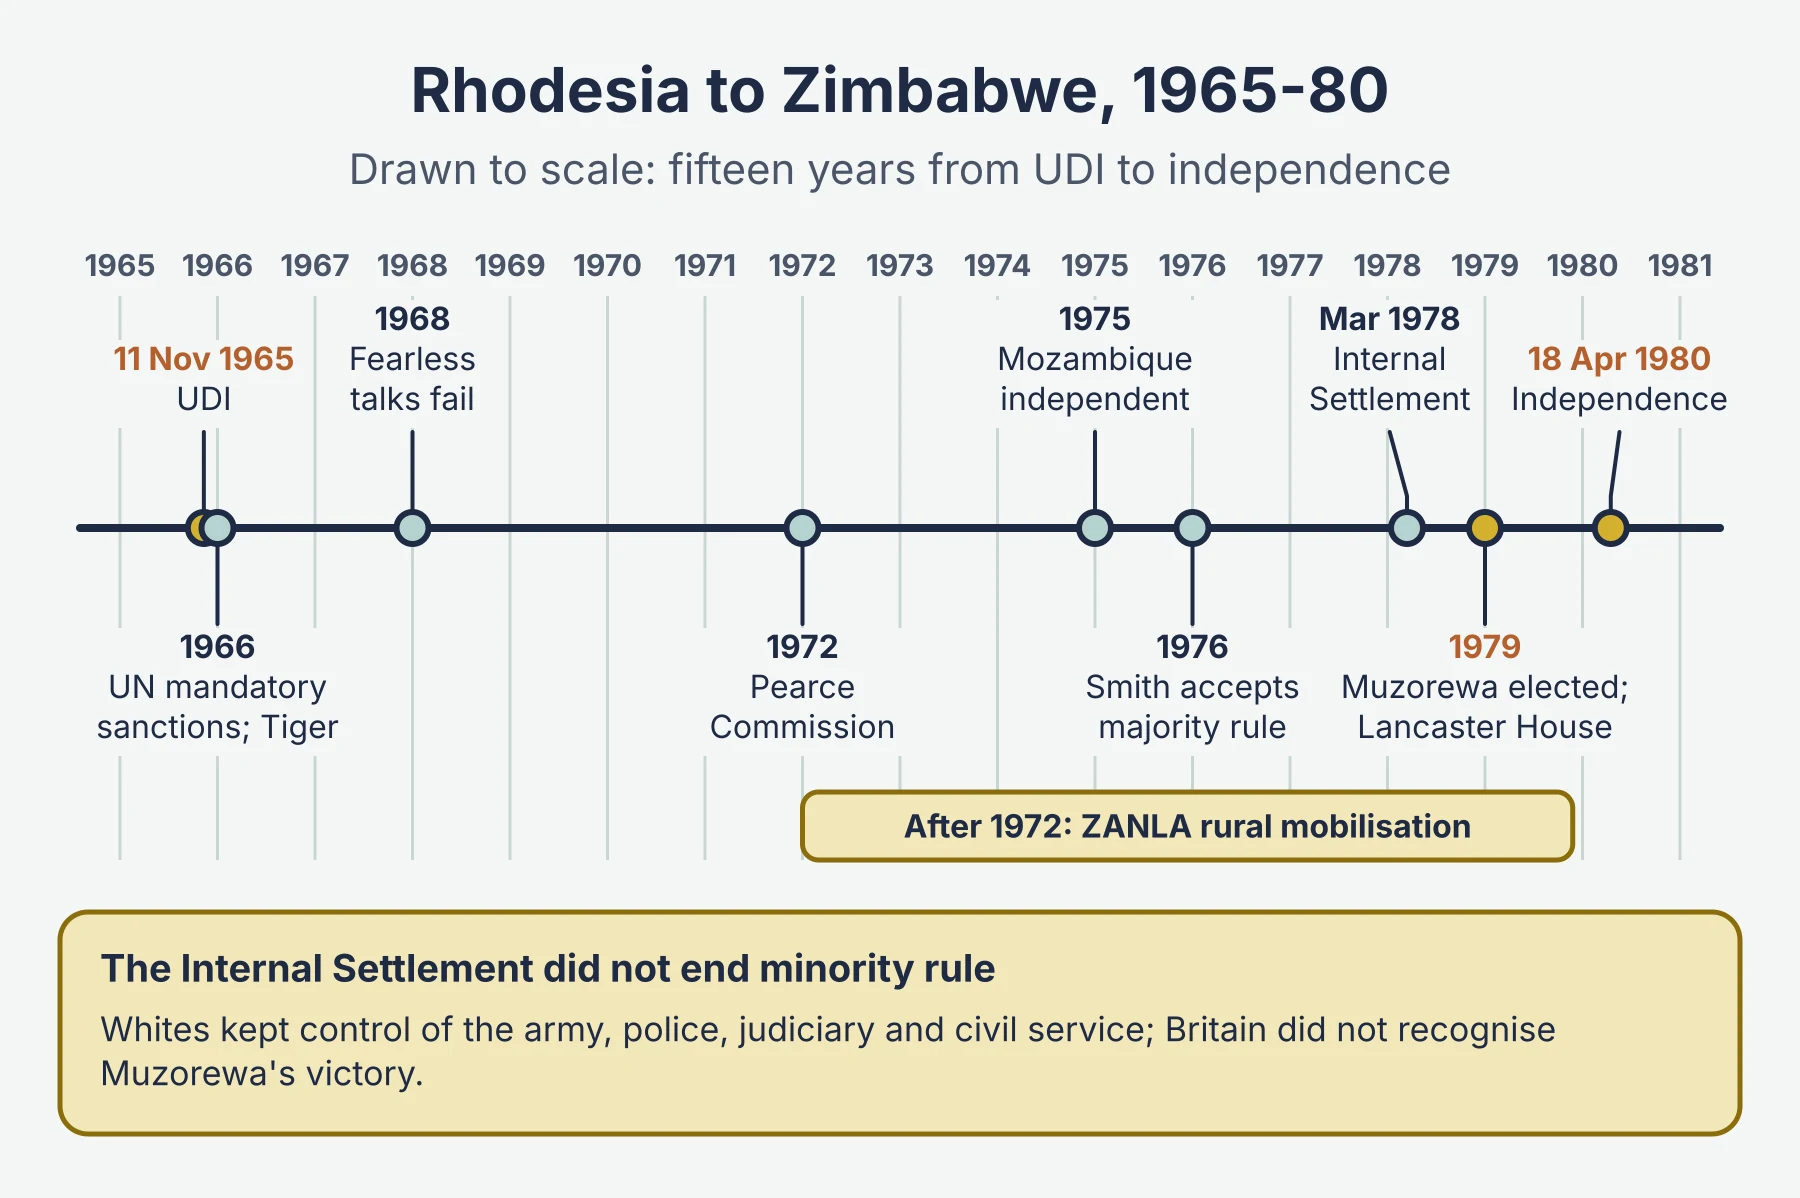 Rhodesia to Zimbabwe, 1965-80
Drawn to scale: fifteen years from UDI to independence
1965 1966 1967 1968 1969 1970 1971 1972 1973 1974 1975 1976 1977 1978 1979 1980 1981
11 Nov 1965
UDI
1968
Fearless
talks fail
1975
Mozambique
independent
Mar 1978
Internal
Settlement
18 Apr 1980
Independence
1966
UN mandatory
sanctions; Tiger
1972
Pearce
Commission
1976
Smith accepts
majority rule
1979
Muzorewa elected;
Lancaster House
After 1972: ZANLA rural mobilisation
The Internal Settlement did not end minority rule
Whites kept control of the army, police, judiciary and civil service; Britain did not recognise
Muzorewa's victory.